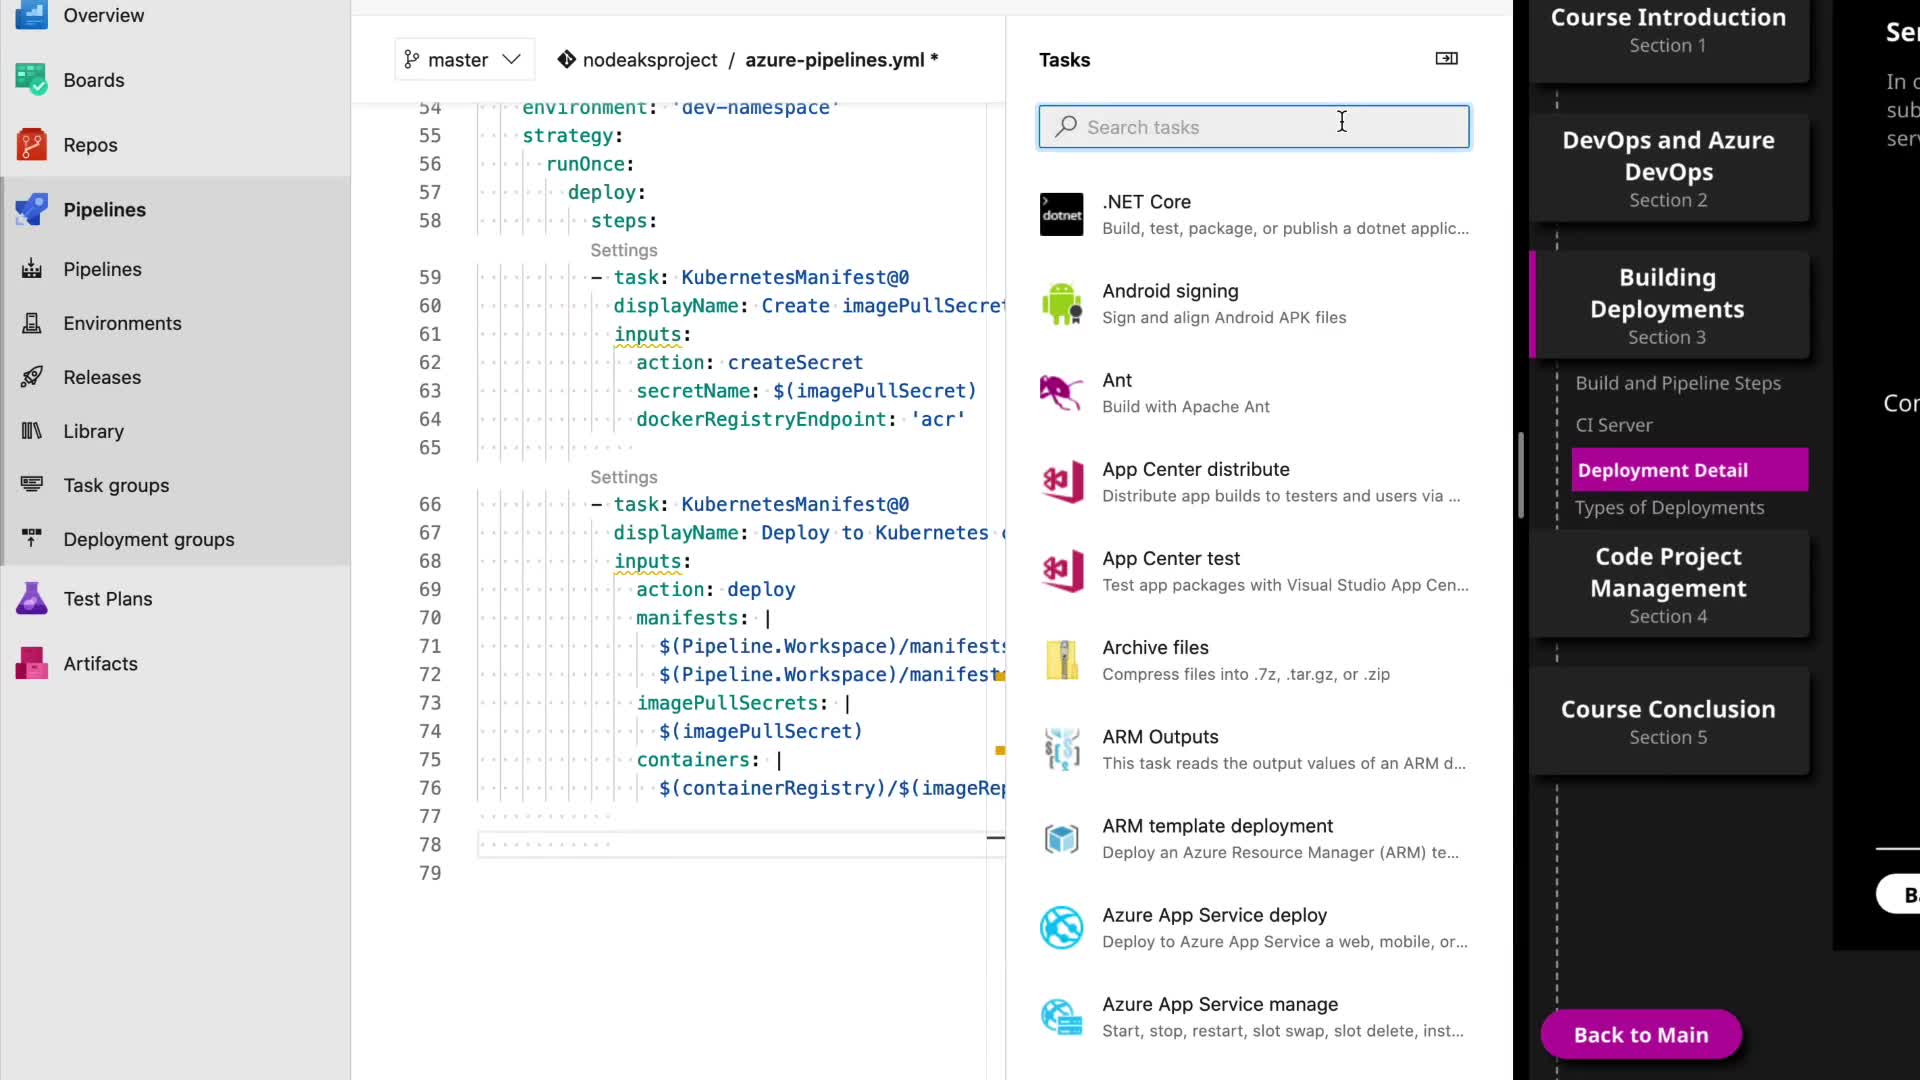 Overview
Boards
Repos
Pipelines
Pipelines
Environments
Releases
Library
Task groups
Deployment groups
Test Plans
Artifacts
master
nodeaksproject / azure-pipelines.yml *
54 environment: 'dev-namespace'
55 strategy:
56 runOnce:
57 deploy:
58 steps:
Settings
59 - task: KubernetesManifest@0
60 displayName: Create imagePullSecret
61 inputs:
62 action: createSecret
63 secretName: $(imagePullSecret)
64 dockerRegistryEndpoint: 'acr'
65
Settings
66 - task: KubernetesManifest@0
67 displayName: Deploy to Kubernetes c
68 inputs:
69 action: deploy
70 manifests: |
71 $(Pipeline.Workspace)/manifests
72 $(Pipeline.Workspace)/manifest
73 imagePullSecrets: |
74 $(imagePullSecret)
75 containers: |
76 $(containerRegistry)/$(imageRep
77
78
79
Tasks
Search tasks
.NET Core
Build, test, package, or publish a dotnet applic...
dotnet
Android signing
Sign and align Android APK files
Ant
Build with Apache Ant
App Center distribute
Distribute app builds to testers and users via ...
App Center test
Test app packages with Visual Studio App Cen...
Archive files
Compress files into .7z, .tar.gz, or .zip
ARM Outputs
This task reads the output values of an ARM d...
ARM template deployment
Deploy an Azure Resource Manager (ARM) te...
Azure App Service deploy
Deploy to Azure App Service a web, mobile, or...
Azure App Service manage
Start, stop, restart, slot swap, slot delete, inst...
Course Introduction
Section 1
DevOps and Azure
DevOps
Section 2
Building
Deployments
Section 3
Build and Pipeline Steps
CI Server
Deployment Detail
Types of Deployments
Code Project
Management
Section 4
Course Conclusion
Section 5
Back to Main
Ser
In c
sub
serv
Con
Ba